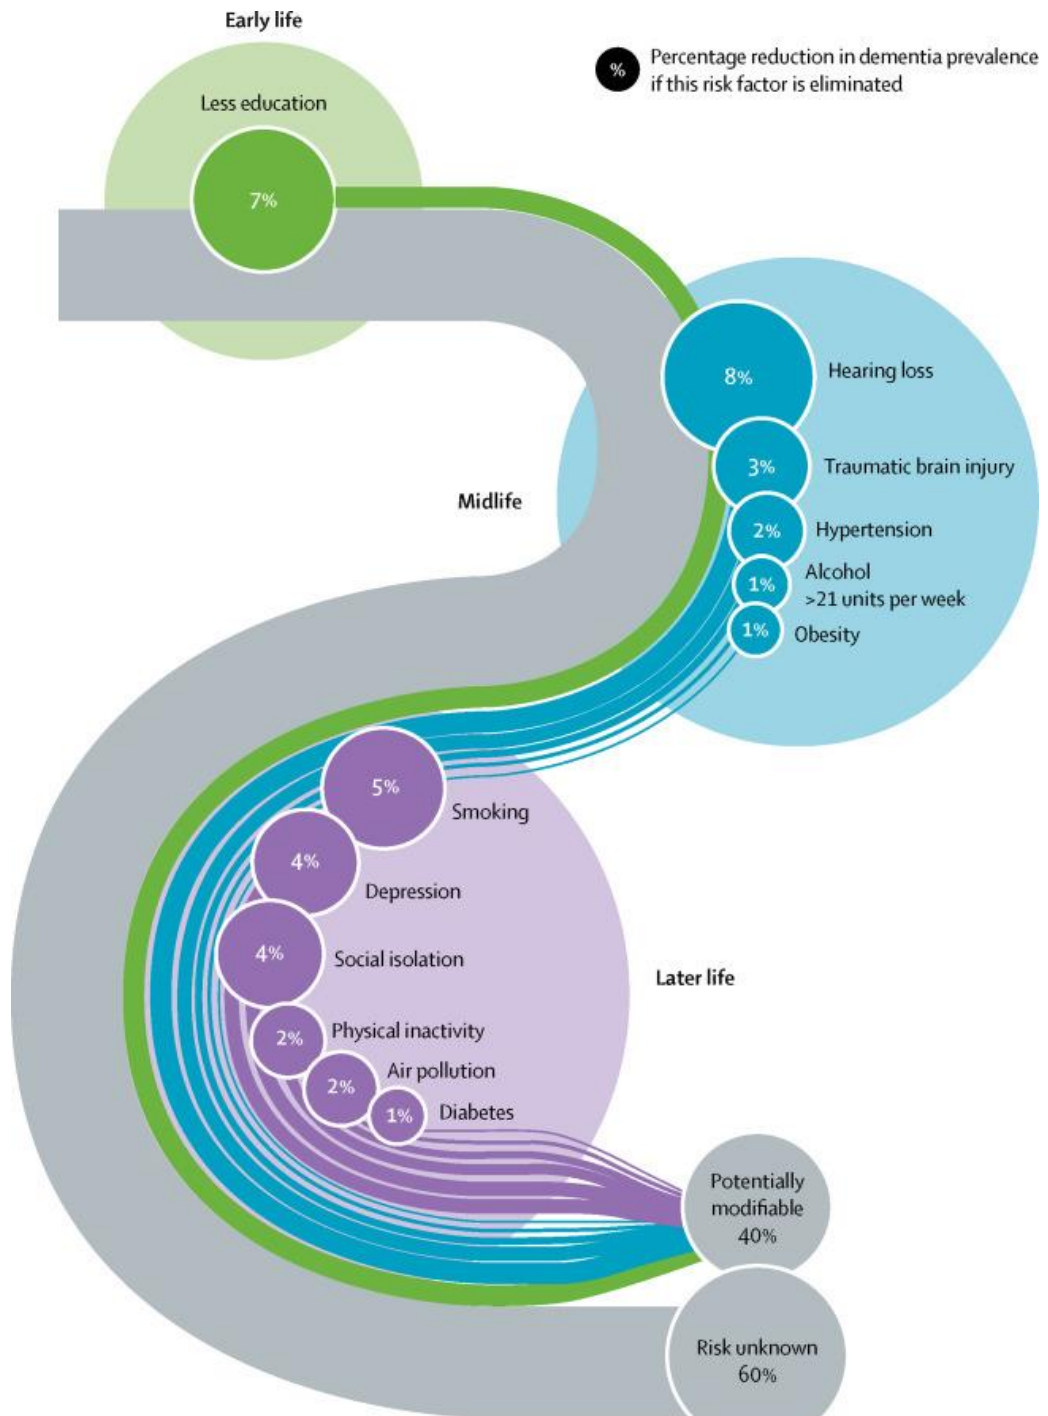 Early life
%
Percentage reduction in dementia prevalence
if this risk factor is eliminated
Less education
7%
8%
Hearing loss
3%
Traumatic brain injury
Midlife
2%
Hypertension
1%
Alcohol
>21 units per week
1%
Obesity
5%
Smoking
4%
Depression
4%
Social isolation
Later life
2%
Physical inactivity
2%
Air pollution
1%
Diabetes
Potentially
modifiable
40%
Risk unknown
60%